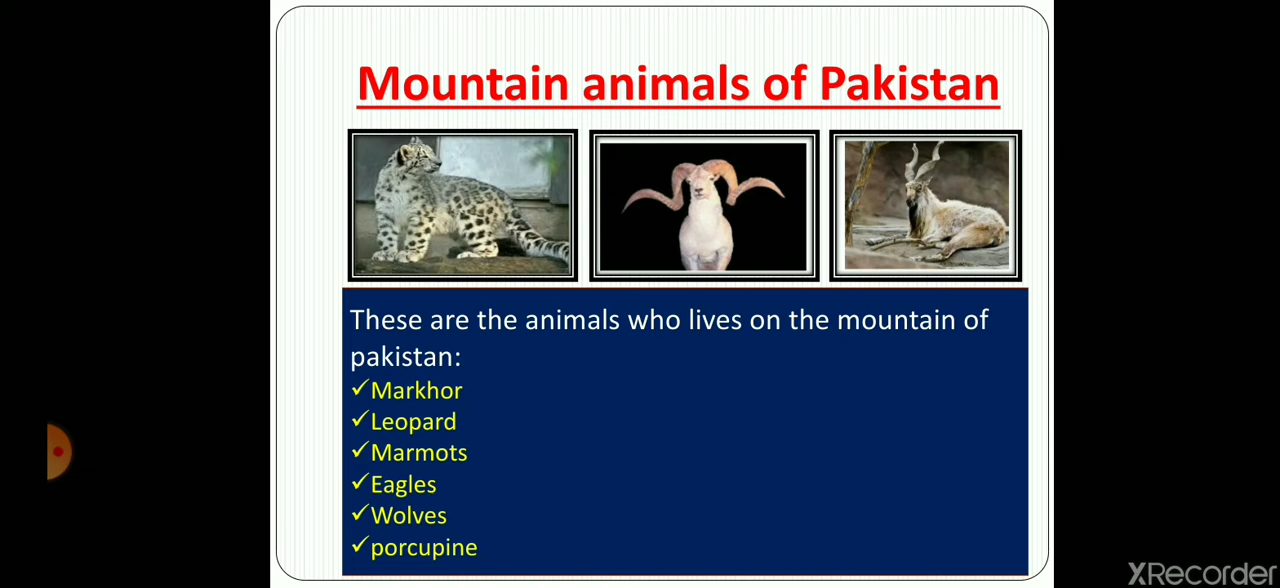 Mountain animals of Pakistan
These are the animals who lives on the mountain of
pakistan:
✓Markhor
✓Leopard
✓Marmots
✓Eagles
✓Wolves
✓porcupine
XRecorder